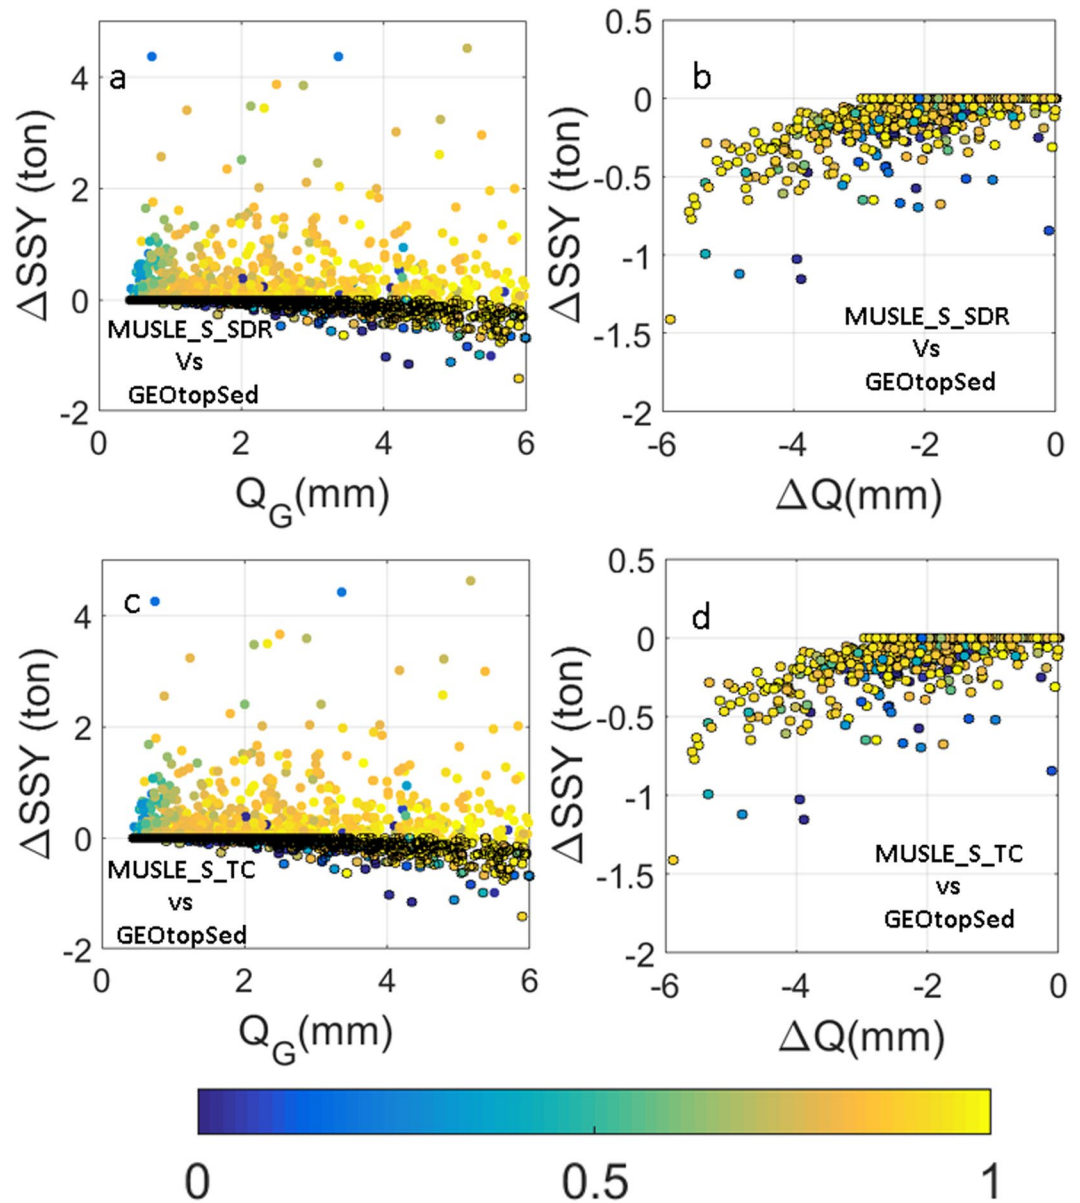 a
4
2
0
-2
ΔSSY (ton)
MUSLE_S_SDR
Vs
GEOtopSed
0
2
4
6
Q_G(mm)
b
0.5
0
-0.5
-1
-1.5
-2
ΔSSY (ton)
MUSLE_S_SDR
Vs
GEOtopSed
-6
-4
-2
0
ΔQ(mm)
c
4
2
0
-2
ΔSSY (ton)
MUSLE_S_TC
vs
GEOtopSed
0
2
4
6
Q_G(mm)
d
0.5
0
-0.5
-1
-1.5
-2
ΔSSY (ton)
MUSLE_S_TC
vs
GEOtopSed
-6
-4
-2
0
ΔQ(mm)
0
0.5
1